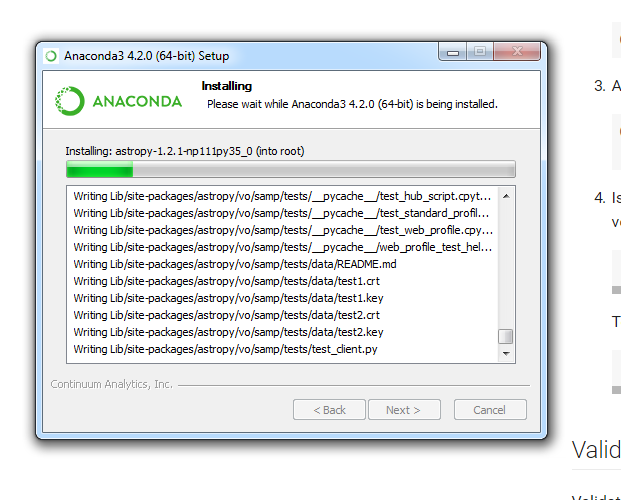 Anaconda3 4.2.0 (64-bit) Setup
ANACONDA
Installing
Please wait while Anaconda3 4.2.0 (64-bit) is being installed.
Installing: astropy-1.2.1-np111py35_0 (into root)
Writing Lib/site-packages/astropy/vo/samp/tests/__pycache__/test_hub_script.cpyt...
Writing Lib/site-packages/astropy/vo/samp/tests/__pycache__/test_standard_profil...
Writing Lib/site-packages/astropy/vo/samp/tests/__pycache__/test_web_profile.cpy...
Writing Lib/site-packages/astropy/vo/samp/tests/__pycache__/web_profile_test_hel...
Writing Lib/site-packages/astropy/vo/samp/tests/data/README.md
Writing Lib/site-packages/astropy/vo/samp/tests/data/test1.crt
Writing Lib/site-packages/astropy/vo/samp/tests/data/test1.key
Writing Lib/site-packages/astropy/vo/samp/tests/data/test2.crt
Writing Lib/site-packages/astropy/vo/samp/tests/data/test2.key
Writing Lib/site-packages/astropy/vo/samp/tests/test_client.py
Continuum Analytics, Inc.
< Back
Next >
Cancel
3. A
4. Is
v
T
Valid